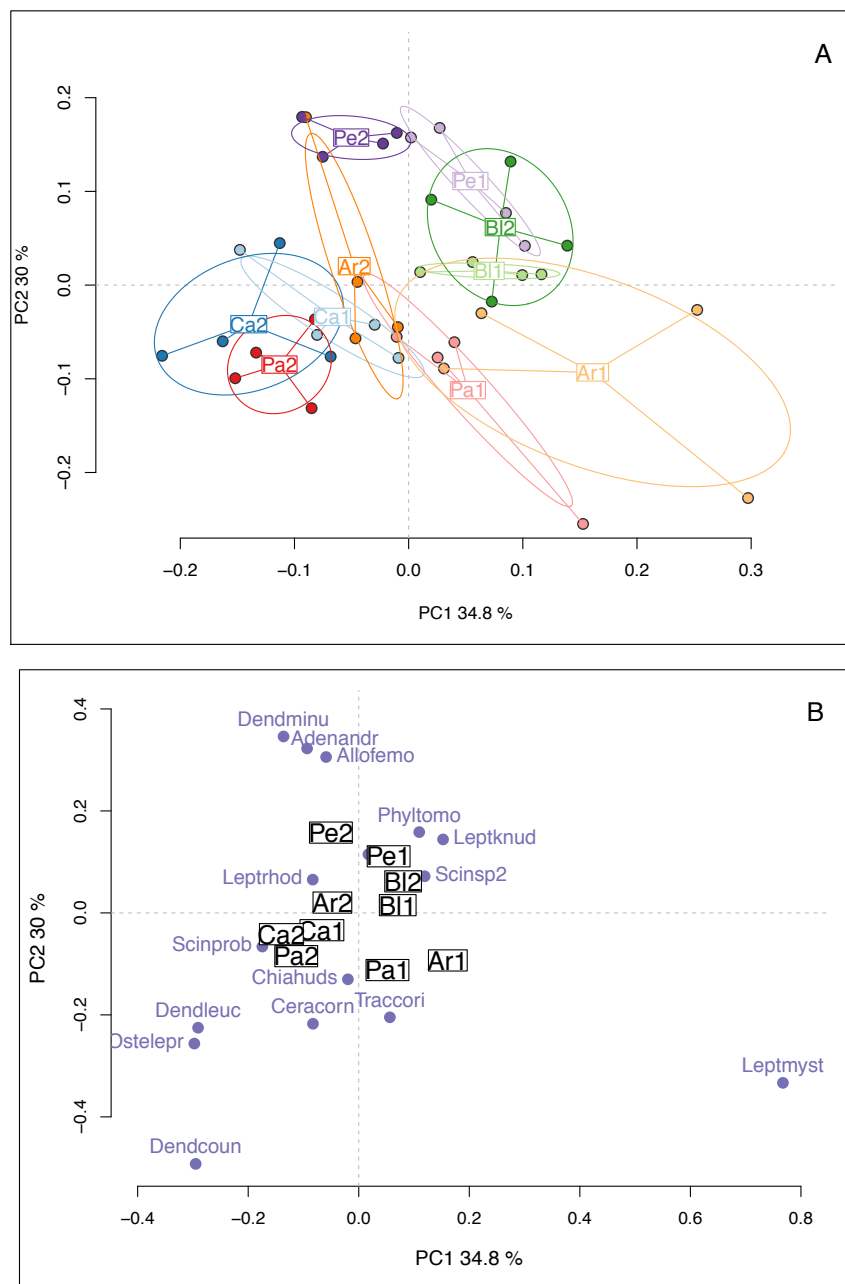 A
0.2
Pe2
Pe1
0.1
Bl2
PC2 30 %
0.0
Ar2
Bl1
Ca2
Ca1
Pa2
Ar1
Pa1
−0.1
−0.2
−0.2 −0.1 0.0 0.1 0.2 0.3
PC1 34.8 %
B
0.4
Dendminu
Adenandr
Allofemo
0.2
Phyltomo
Pe2
Leptknud
Pe1
Leptrhod
Bl2
Scinsp2
Ar2
Bl1
PC2 30 %
0.0
Scinprob
Ca2
Ca1
Pa2
Chiahuds
Pa1
Ar1
−0.2
Dendleuc
Ceracorn
Traccori
Ostelepr
Leptmyst
−0.4
Dendcoun
−0.4 −0.2 0.0 0.2 0.4 0.6 0.8
PC1 34.8 %